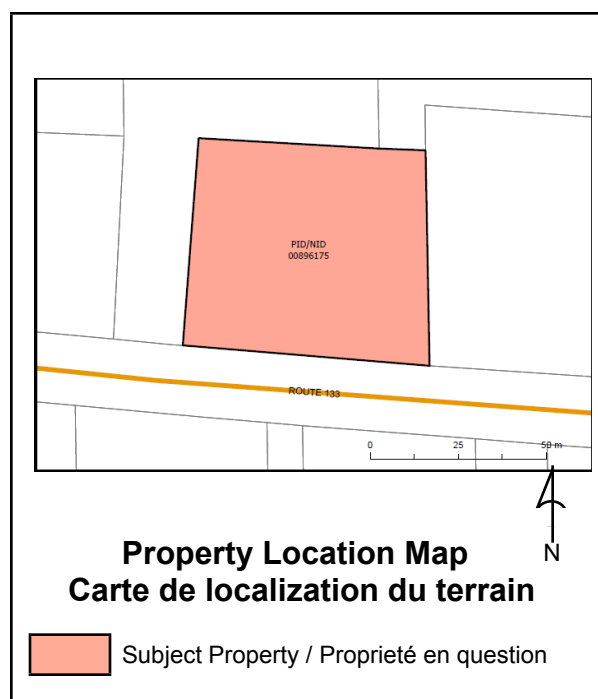 PID/NID
00896175
ROUTE 133
0 25 50 m
N
Property Location Map
Carte de localization du terrain
Subject Property / Proprieté en question